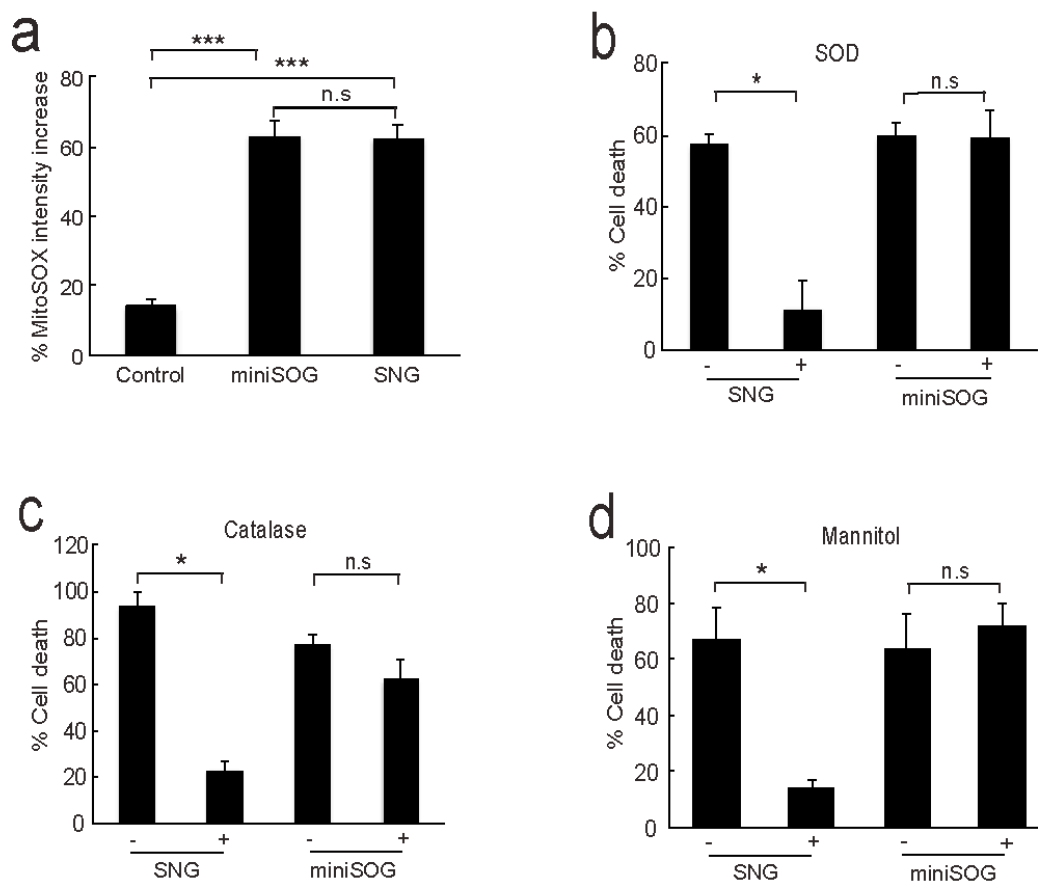 a
***
***
n.s
% MitoSOX intensity increase
80
60
40
20
0
Control miniSOG SNG
b
SOD
*
n.s
% Cell death
80
60
40
20
0
- + - +
SNG miniSOG
c
Catalase
*
n.s
% Cell death
120
100
80
60
40
20
0
- + - +
SNG miniSOG
d
Mannitol
*
n.s
% Cell death
100
80
60
40
20
0
- + - +
SNG miniSOG